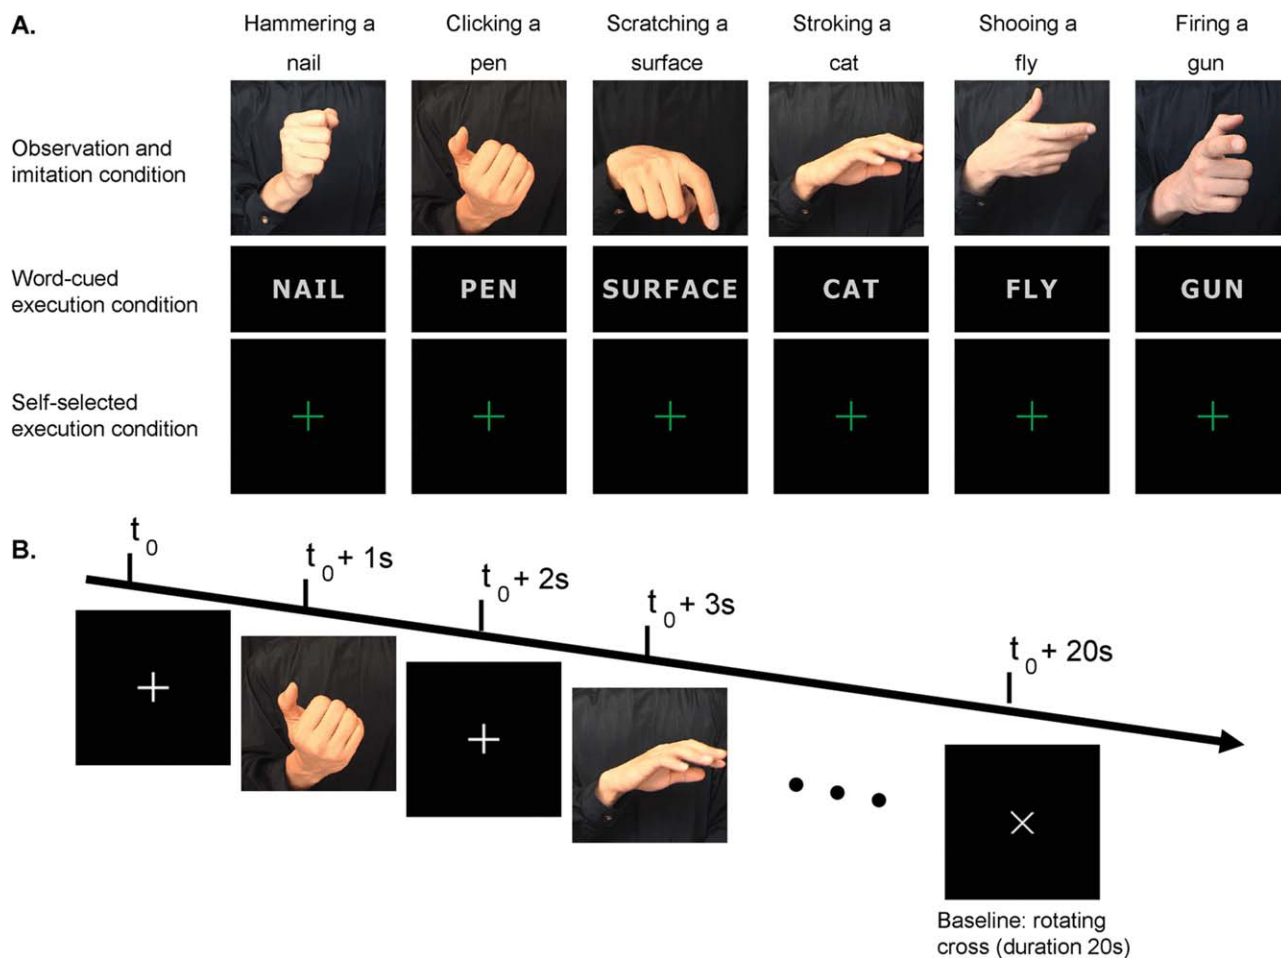 A.
Hammering a nail
Clicking a pen
Scratching a surface
Stroking a cat
Shooing a fly
Firing a gun
Observation and
imitation condition
Word-cued
execution condition
NAIL
PEN
SURFACE
CAT
FLY
GUN
Self-selected
execution condition
B.
t0
t0 + 1s
t0 + 2s
t0 + 3s
t0 + 20s
Baseline: rotating
cross (duration 20s)